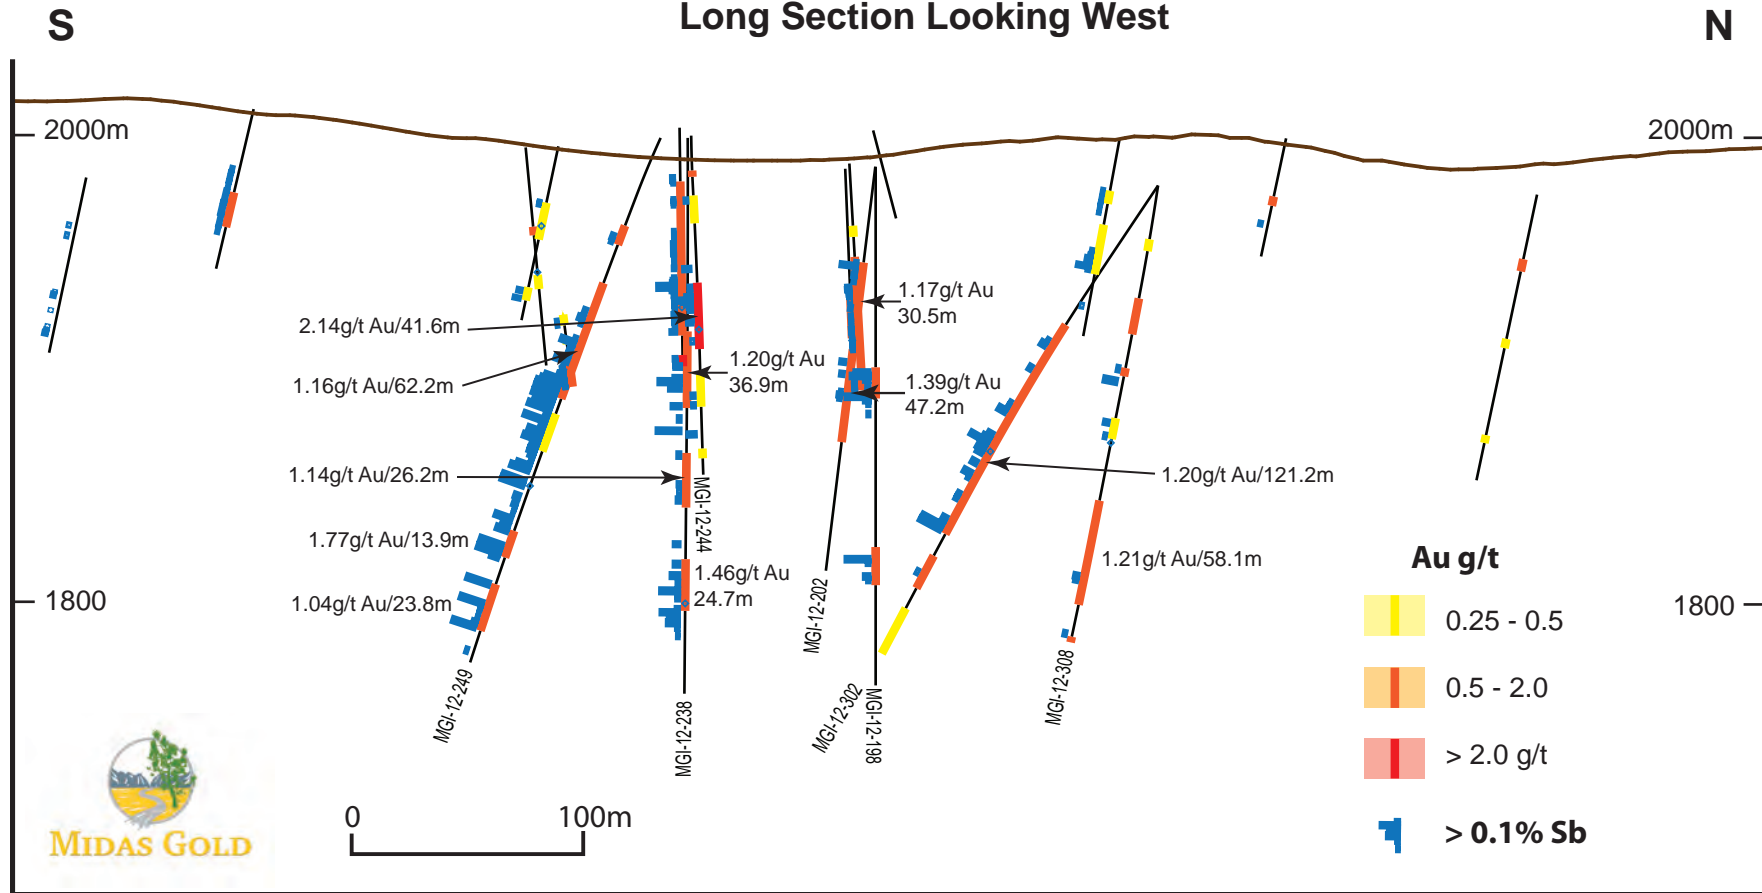 Long Section Looking West
S
N
2000m
2000m
2.14g/t Au/41.6m
1.16g/t Au/62.2m
1.20g/t Au
36.9m
1.17g/t Au
30.5m
1.39g/t Au
47.2m
1.14g/t Au/26.2m
1.20g/t Au/121.2m
1.77g/t Au/13.9m
1.04g/t Au/23.8m
1.46g/t Au
24.7m
1.21g/t Au/58.1m
1800
1800
MGI-12-249
MGI-12-238
MGI-12-244
MGI-12-202
MGI-12-302
MGI-12-198
MGI-12-308
Au g/t
0.25 - 0.5
0.5 - 2.0
> 2.0 g/t
> 0.1% Sb
0 100m
MIDAS GOLD